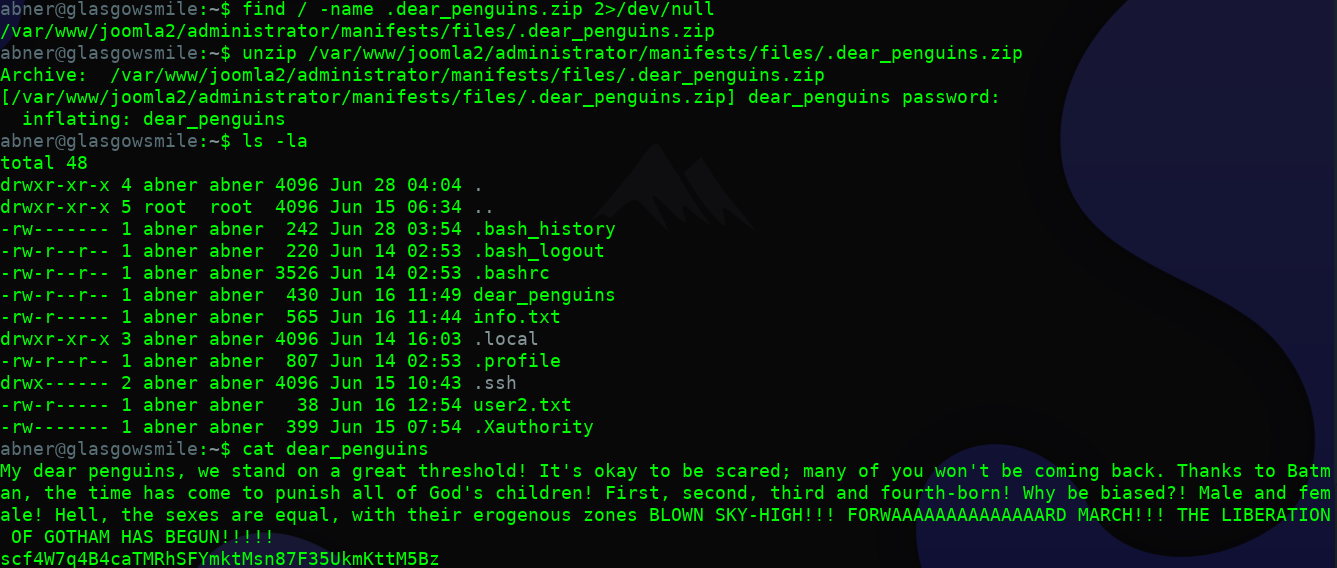 abner@glasgowsmile:~$ find / -name .dear_penguins.zip 2>/dev/null
/var/www/joomla2/administrator/manifests/files/.dear_penguins.zip
abner@glasgowsmile:~$ unzip /var/www/joomla2/administrator/manifests/files/.dear_penguins.zip
Archive:  /var/www/joomla2/administrator/manifests/files/.dear_penguins.zip
[/var/www/joomla2/administrator/manifests/files/.dear_penguins.zip] dear_penguins password:
  inflating: dear_penguins
abner@glasgowsmile:~$ ls -la
total 48
drwxr-xr-x 4 abner abner 4096 Jun 28 04:04 .
drwxr-xr-x 5 root  root  4096 Jun 15 06:34 ..
-rw------- 1 abner abner  242 Jun 28 03:54 .bash_history
-rw-r--r-- 1 abner abner  220 Jun 14 02:53 .bash_logout
-rw-r--r-- 1 abner abner 3526 Jun 14 02:53 .bashrc
-rw-r--r-- 1 abner abner  430 Jun 16 11:49 dear_penguins
-rw-r----- 1 abner abner  565 Jun 16 11:44 info.txt
drwxr-xr-x 3 abner abner 4096 Jun 14 16:03 .local
-rw-r--r-- 1 abner abner  807 Jun 14 02:53 .profile
drwx------ 2 abner abner 4096 Jun 15 10:43 .ssh
-rw-r----- 1 abner abner   38 Jun 16 12:54 user2.txt
-rw------- 1 abner abner  399 Jun 15 07:54 .Xauthority
abner@glasgowsmile:~$ cat dear_penguins
My dear penguins, we stand on a great threshold! It's okay to be scared; many of you won't be coming back. Thanks to Batm
an, the time has come to punish all of God's children! First, second, third and fourth-born! Why be biased?! Male and fem
ale! Hell, the sexes are equal, with their erogenous zones BLOWN SKY-HIGH!!! FORWAAAAAAAAAAAAAARD MARCH!!! THE LIBERATION
 OF GOTHAM HAS BEGUN!!!!!
scf4W7q4B4caTMRhSFYmktMsn87F35UkmKttM5Bz